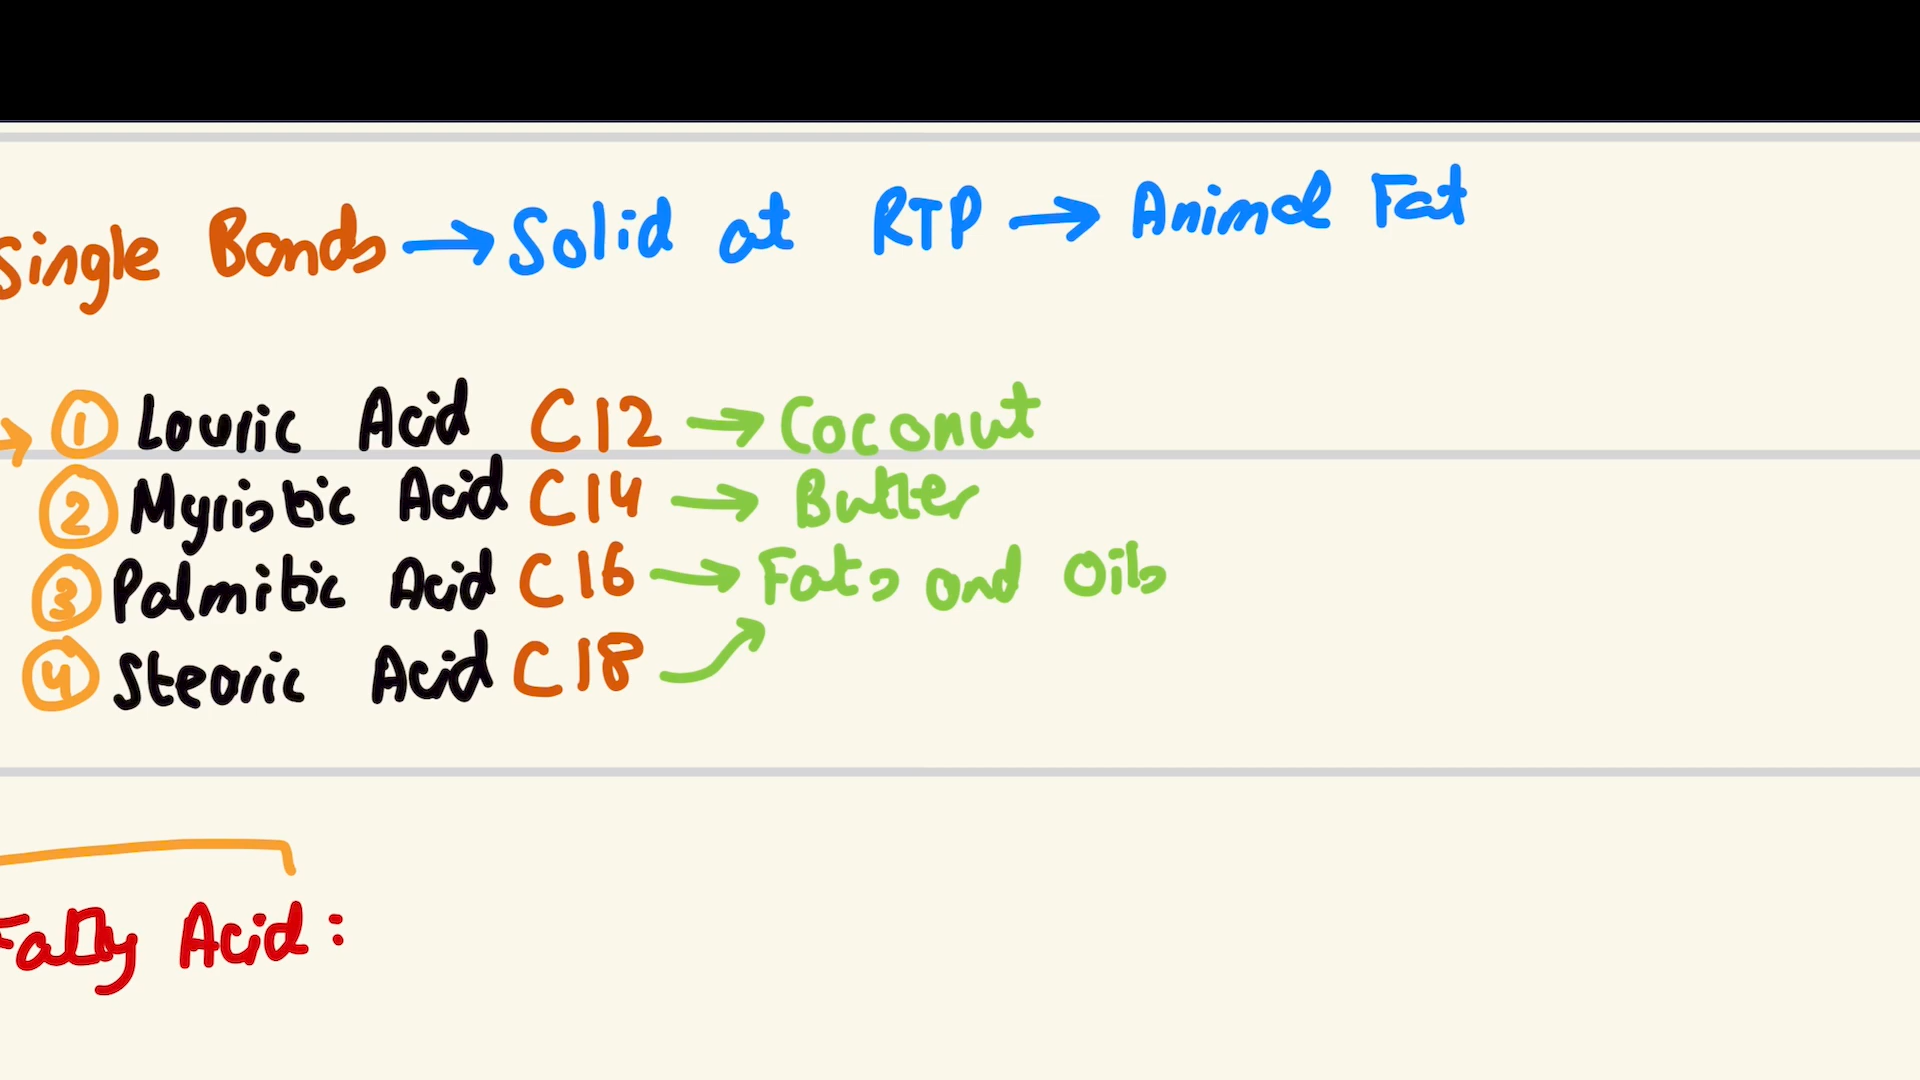 Single Bonds → Solid at RTP → Animal Fat
→ ① Lauric Acid C12 → Coconut
② Myristic Acid C14 → Butter
③ Palmitic Acid C16 → Fats and Oils
④ Stearic Acid C18 →
Fatty Acid: